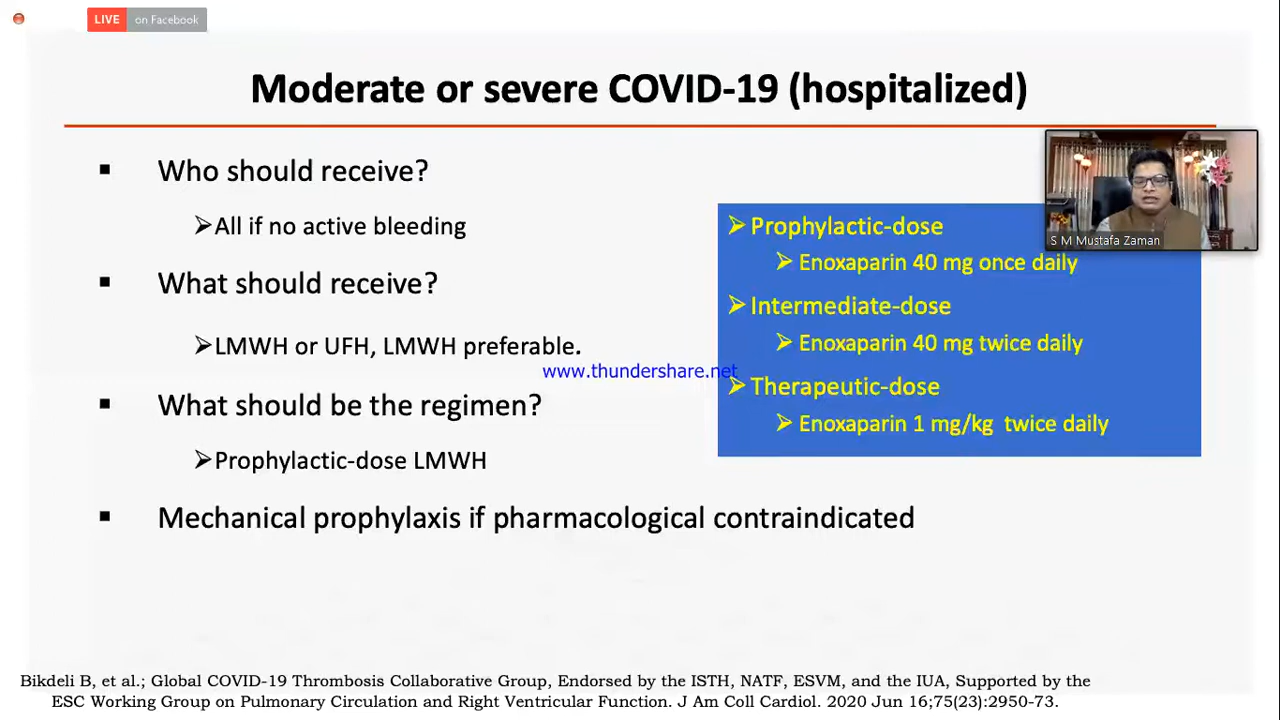 LIVE on Facebook
Moderate or severe COVID-19 (hospitalized)
▪ Who should receive?
➢All if no active bleeding
▪ What should receive?
➢LMWH or UFH, LMWH preferable.
▪ What should be the regimen?
➢Prophylactic-dose LMWH
▪ Mechanical prophylaxis if pharmacological contraindicated
S M Mustafa Zaman
➢Prophylactic-dose
➢Enoxaparin 40 mg once daily
➢Intermediate-dose
➢Enoxaparin 40 mg twice daily
➢Therapeutic-dose
➢Enoxaparin 1 mg/kg twice daily
www.thundershare.net
Bikdeli B, et al.; Global COVID-19 Thrombosis Collaborative Group, Endorsed by the ISTH, NATF, ESVM, and the IUA, Supported by the
ESC Working Group on Pulmonary Circulation and Right Ventricular Function. J Am Coll Cardiol. 2020 Jun 16;75(23):2950-73.